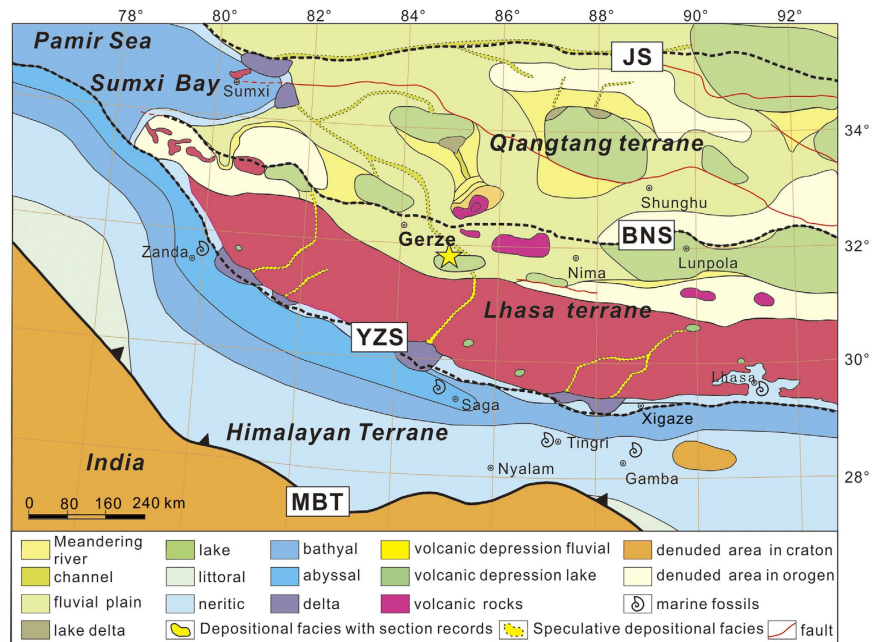 78° 80° 82° 84° 86° 88° 90° 92°
Pamir Sea
JS
Sumxi Bay
Sumxi
34°
Qiangtang terrane
Shunghu
Gerze
BNS
32°
Zanda
Nima
Lunpola
Lhasa terrane
YZS
30°
Lhasa
Saga
Xigaze
Himalayan Terrane
Tingri
India
Nyalam
Gamba
28°
MBT
0 80 160 240 km
Meandering river
lake
bathyal
volcanic depression fluvial
denuded area in craton
channel
littoral
abyssal
volcanic depression lake
denuded area in orogen
fluvial plain
neritic
delta
volcanic rocks
marine fossils
lake delta
Depositional facies with section records
Speculative depositional facies
fault